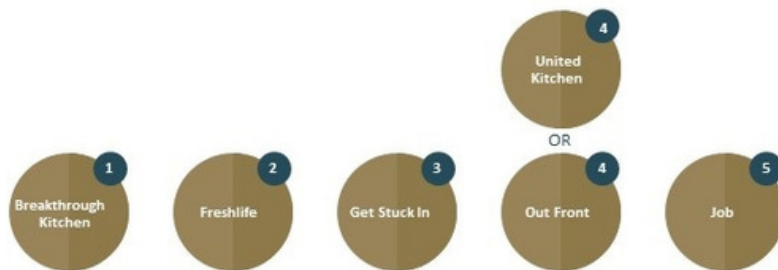 4
United
Kitchen
OR
1
Breakthrough
Kitchen
2
Freshlife
3
Get Stuck In
4
Out Front
5
Job